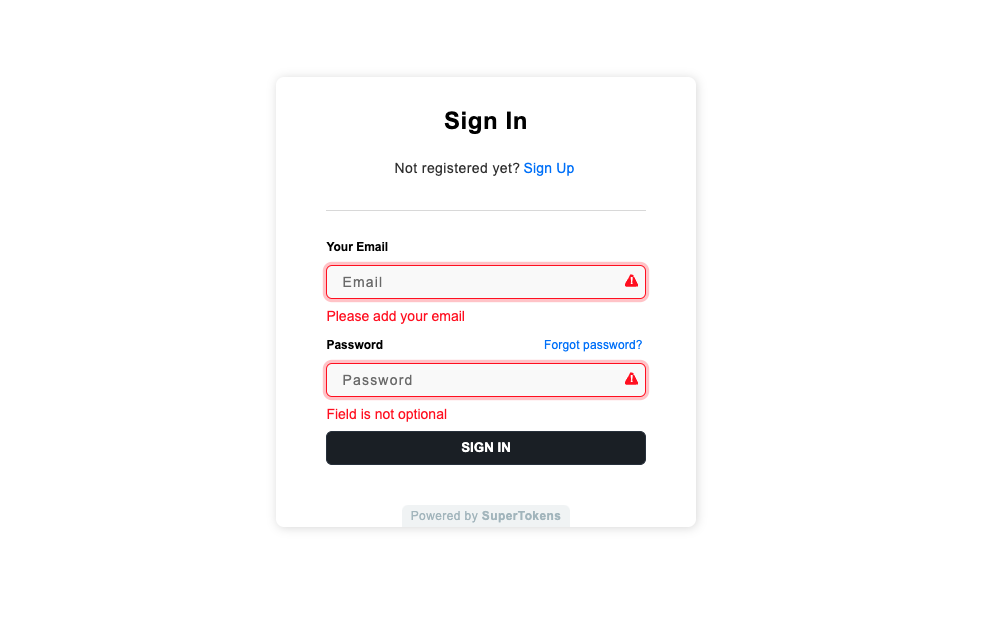 Sign In
Not registered yet? Sign Up
Your Email
Email
Please add your email
Password Forgot password?
Password
Field is not optional
SIGN IN
Powered by SuperTokens